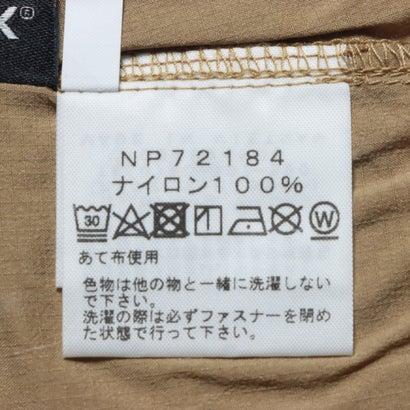 K®
NP72184
ナイロン100%
30 W
あて布使用
色物は他の物と一緒に洗濯しない
で下さい。
洗濯の際は必ずファスナーを閉め
た状態で行って下さい。